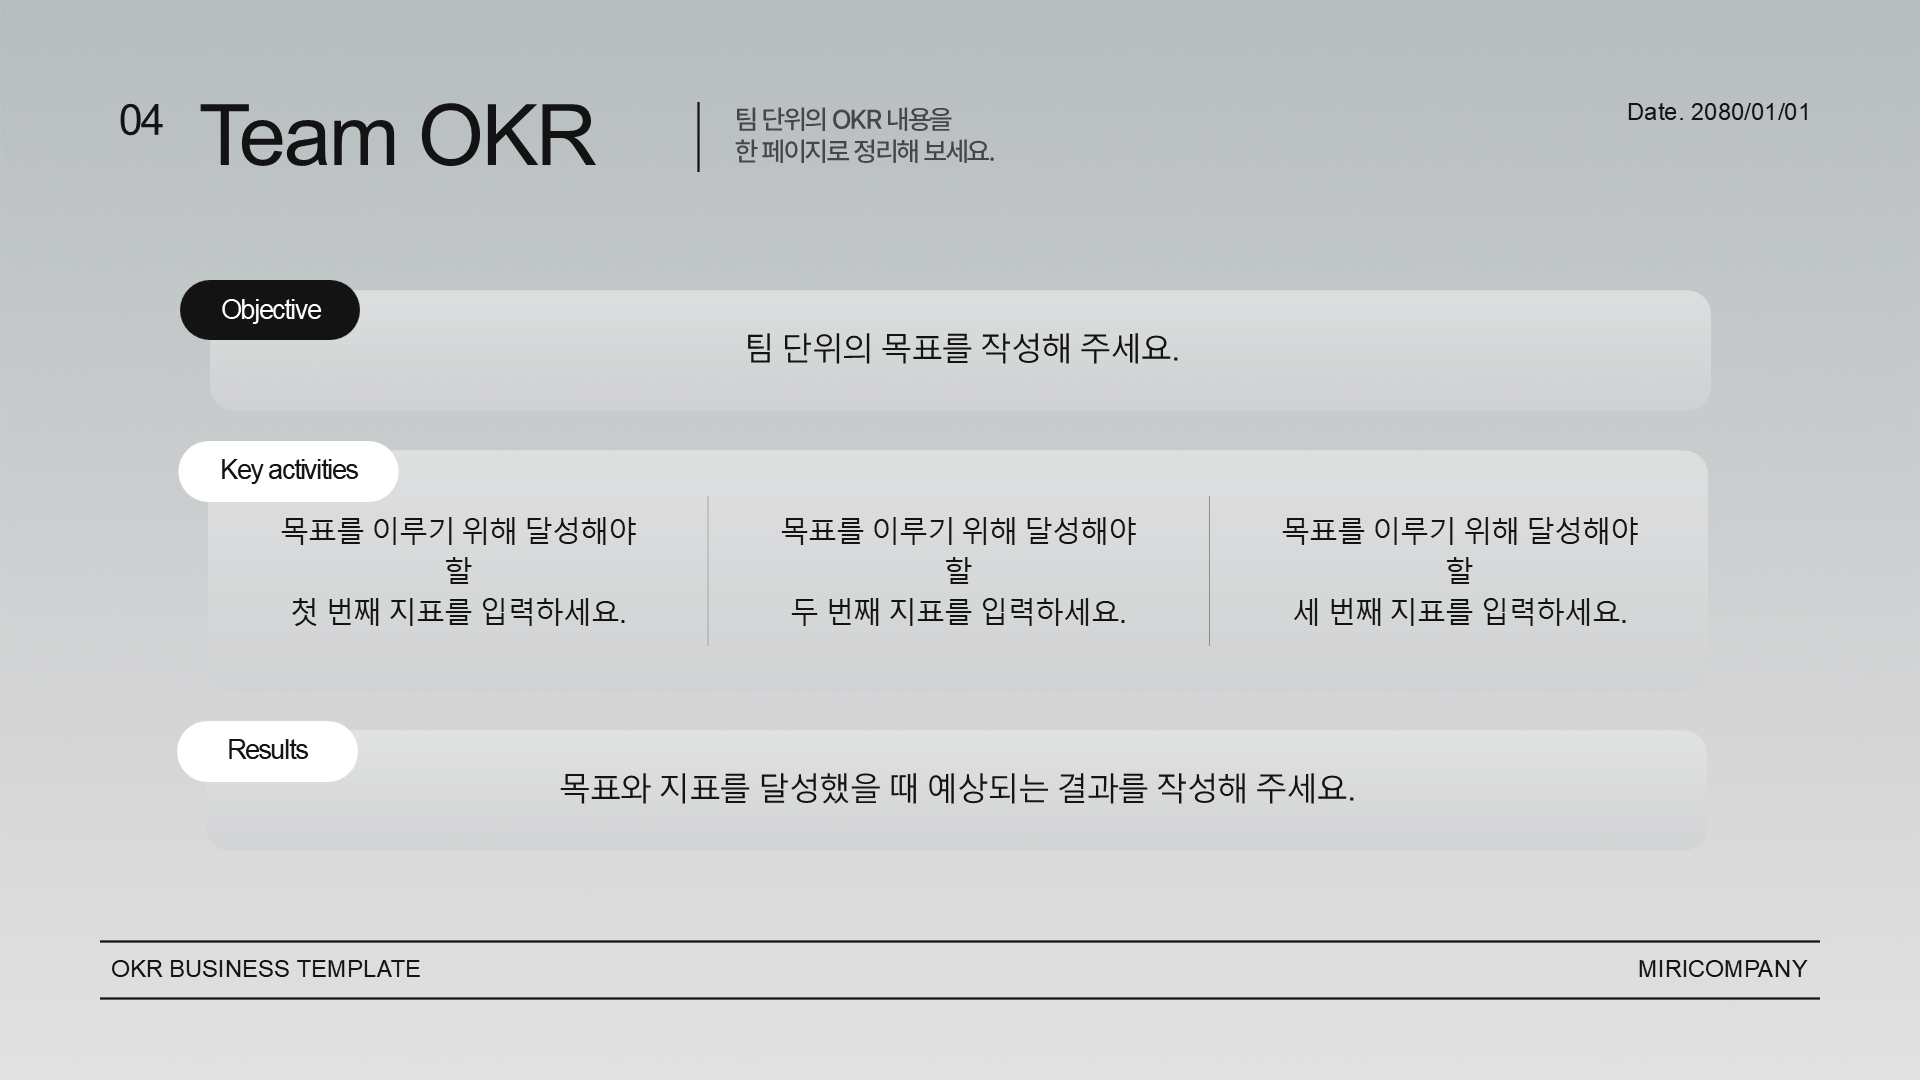 04
Team OKR
팀 단위의 OKR 내용을
한 페이지로 정리해 보세요.
Date. 2080/01/01
Objective
팀 단위의 목표를 작성해 주세요.
Key activities
목표를 이루기 위해 달성해야
할
첫 번째 지표를 입력하세요.
목표를 이루기 위해 달성해야
할
두 번째 지표를 입력하세요.
목표를 이루기 위해 달성해야
할
세 번째 지표를 입력하세요.
Results
목표와 지표를 달성했을 때 예상되는 결과를 작성해 주세요.
OKR BUSINESS TEMPLATE
MIRICOMPANY